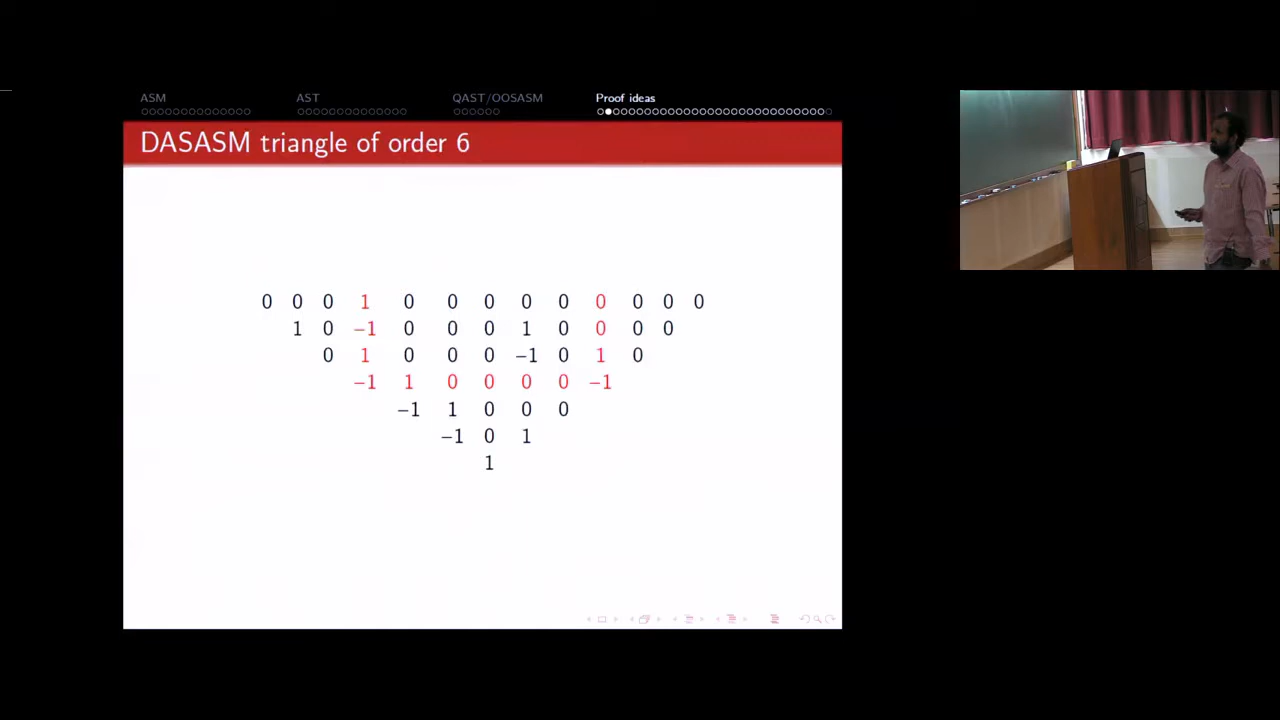 ASM AST QAST/OOSASM Proof ideas
DASASM triangle of order 6
0 0 0 1 0 0 0 0 0 0 0 0 0
1 0 –1 0 0 0 1 0 0 0 0
0 1 0 0 0 –1 0 1 0
–1 1 0 0 0 0 –1
–1 1 0 0 0
–1 0 1
1